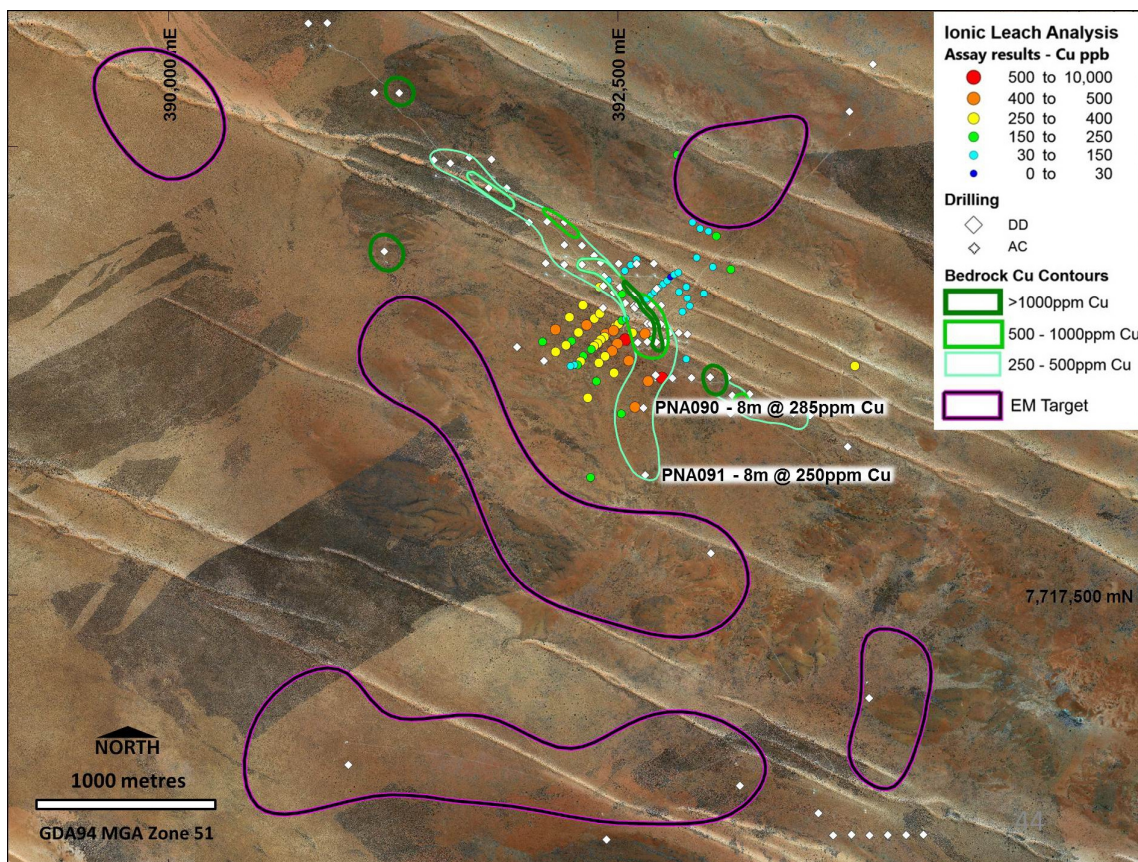 390,000 mE
392,500 mE
Ionic Leach Analysis
Assay results - Cu ppb
500 to 10,000
400 to 500
250 to 400
150 to 250
30 to 150
0 to 30
Drilling
DD
AC
Bedrock Cu Contours
>1000ppm Cu
500 - 1000ppm Cu
250 - 500ppm Cu
EM Target
PNA090 - 8m @ 285ppm Cu
PNA091 - 8m @ 250ppm Cu
7,717,500 mN
NORTH
1000 metres
GDA94 MGA Zone 51
44